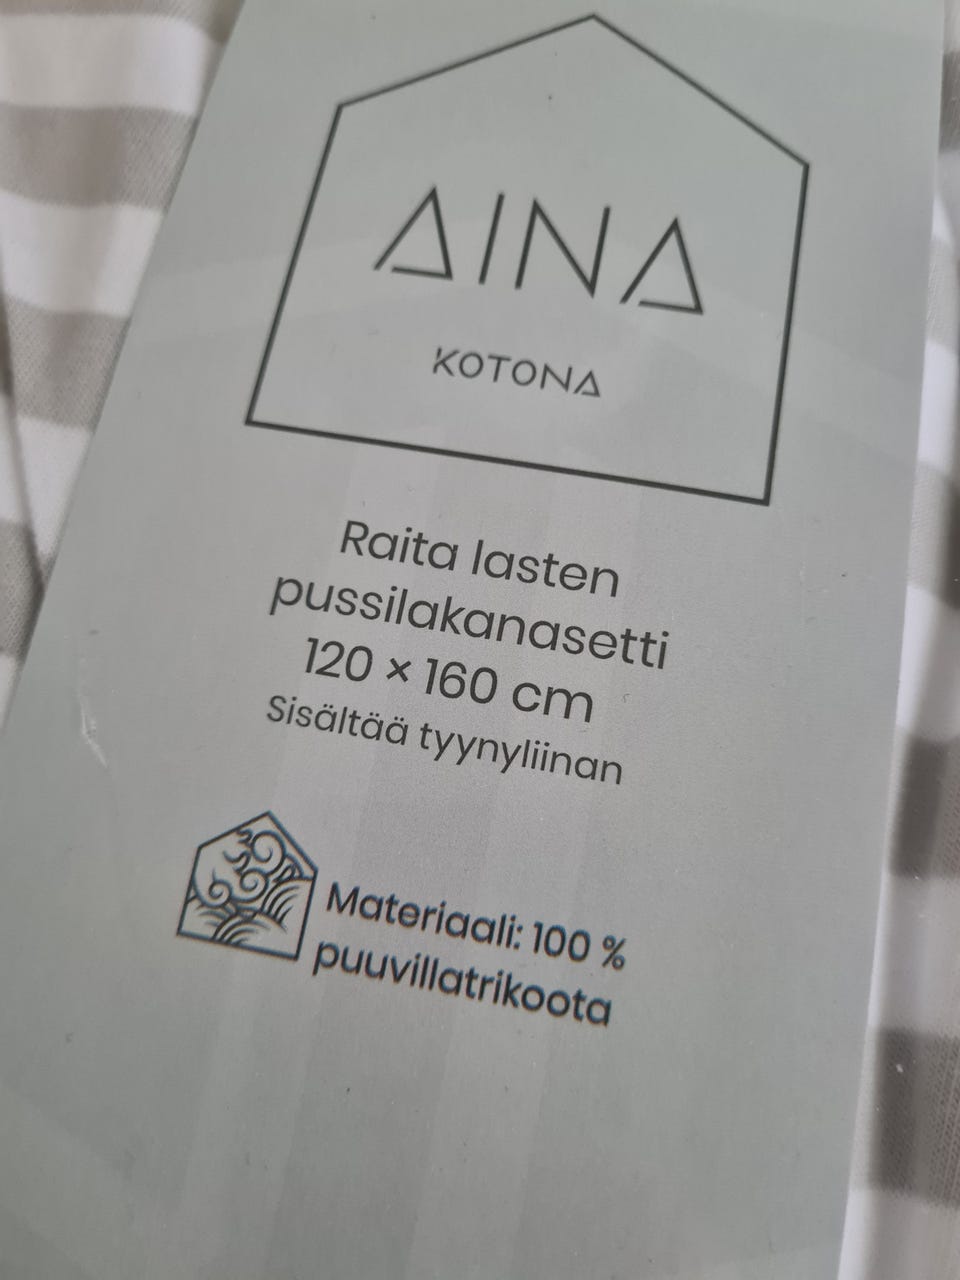 AINA
KOTONA
Raita lasten
pussilakanasetti
120 × 160 cm
Sisältää tyynyliinan
Materiaali: 100 %
puuvillatrikoota